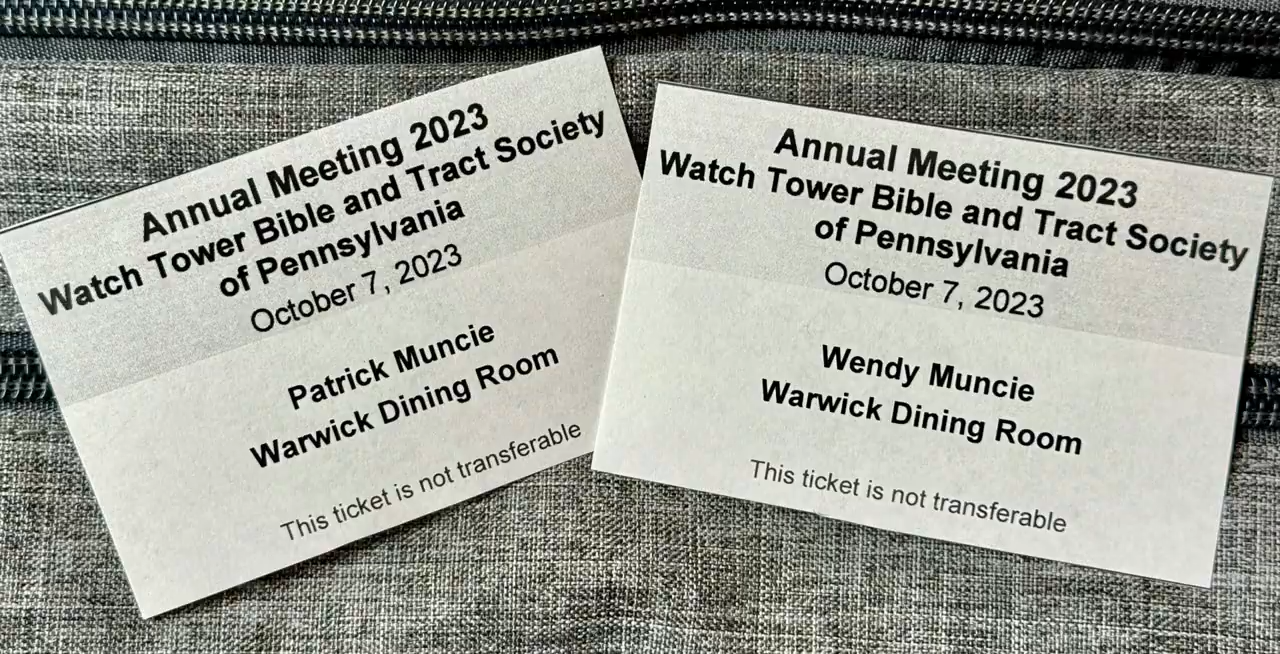 Annual Meeting 2023
Watch Tower Bible and Tract Society
of Pennsylvania
October 7, 2023
Patrick Muncie
Warwick Dining Room
This ticket is not transferable
Annual Meeting 2023
Watch Tower Bible and Tract Society
of Pennsylvania
October 7, 2023
Wendy Muncie
Warwick Dining Room
This ticket is not transferable